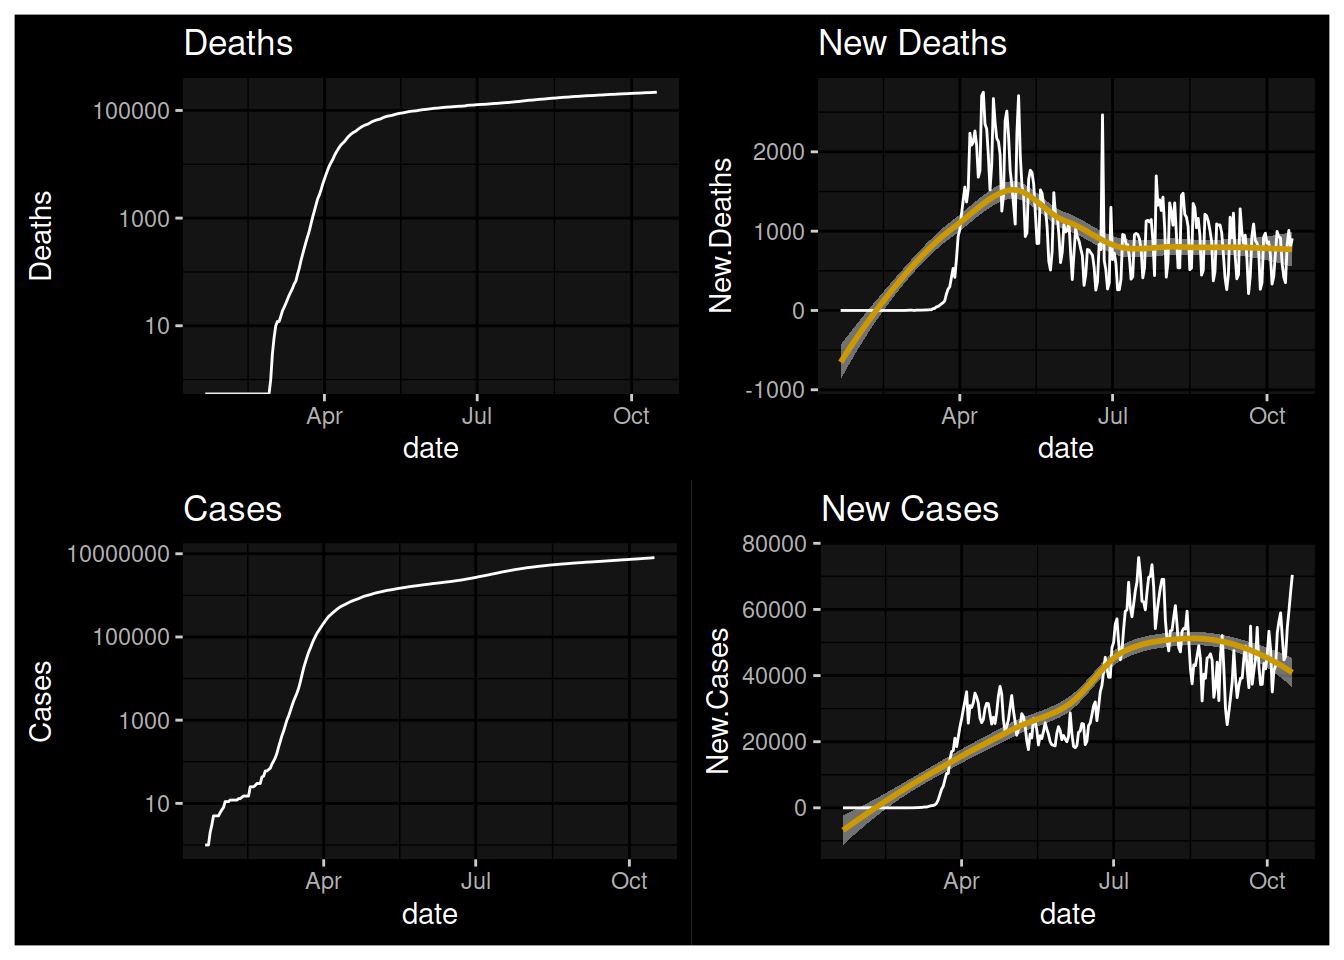 Deaths
Deaths
100000
1000
10
Apr Jul Oct
date
New Deaths
New.Deaths
2000
1000
0
-1000
Apr Jul Oct
date
Cases
Cases
10000000
100000
1000
10
Apr Jul Oct
date
New Cases
New.Cases
80000
60000
40000
20000
0
Apr Jul Oct
date